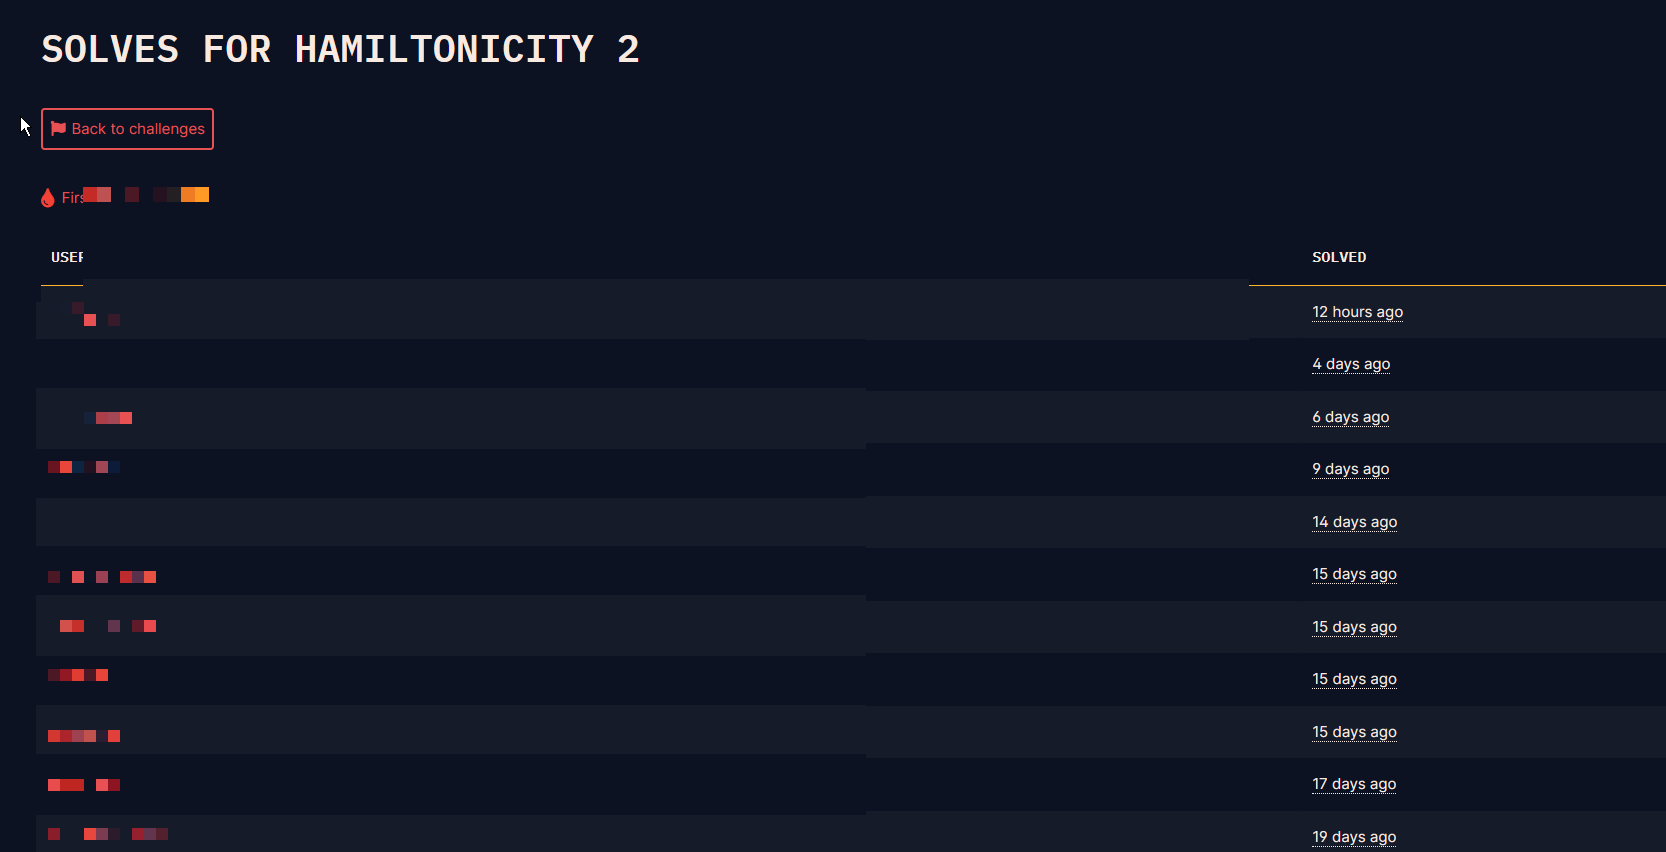 SOLVES FOR HAMILTONICITY 2
Back to challenges
USER SOLVED
12 hours ago
4 days ago
6 days ago
9 days ago
14 days ago
15 days ago
15 days ago
15 days ago
15 days ago
17 days ago
19 days ago